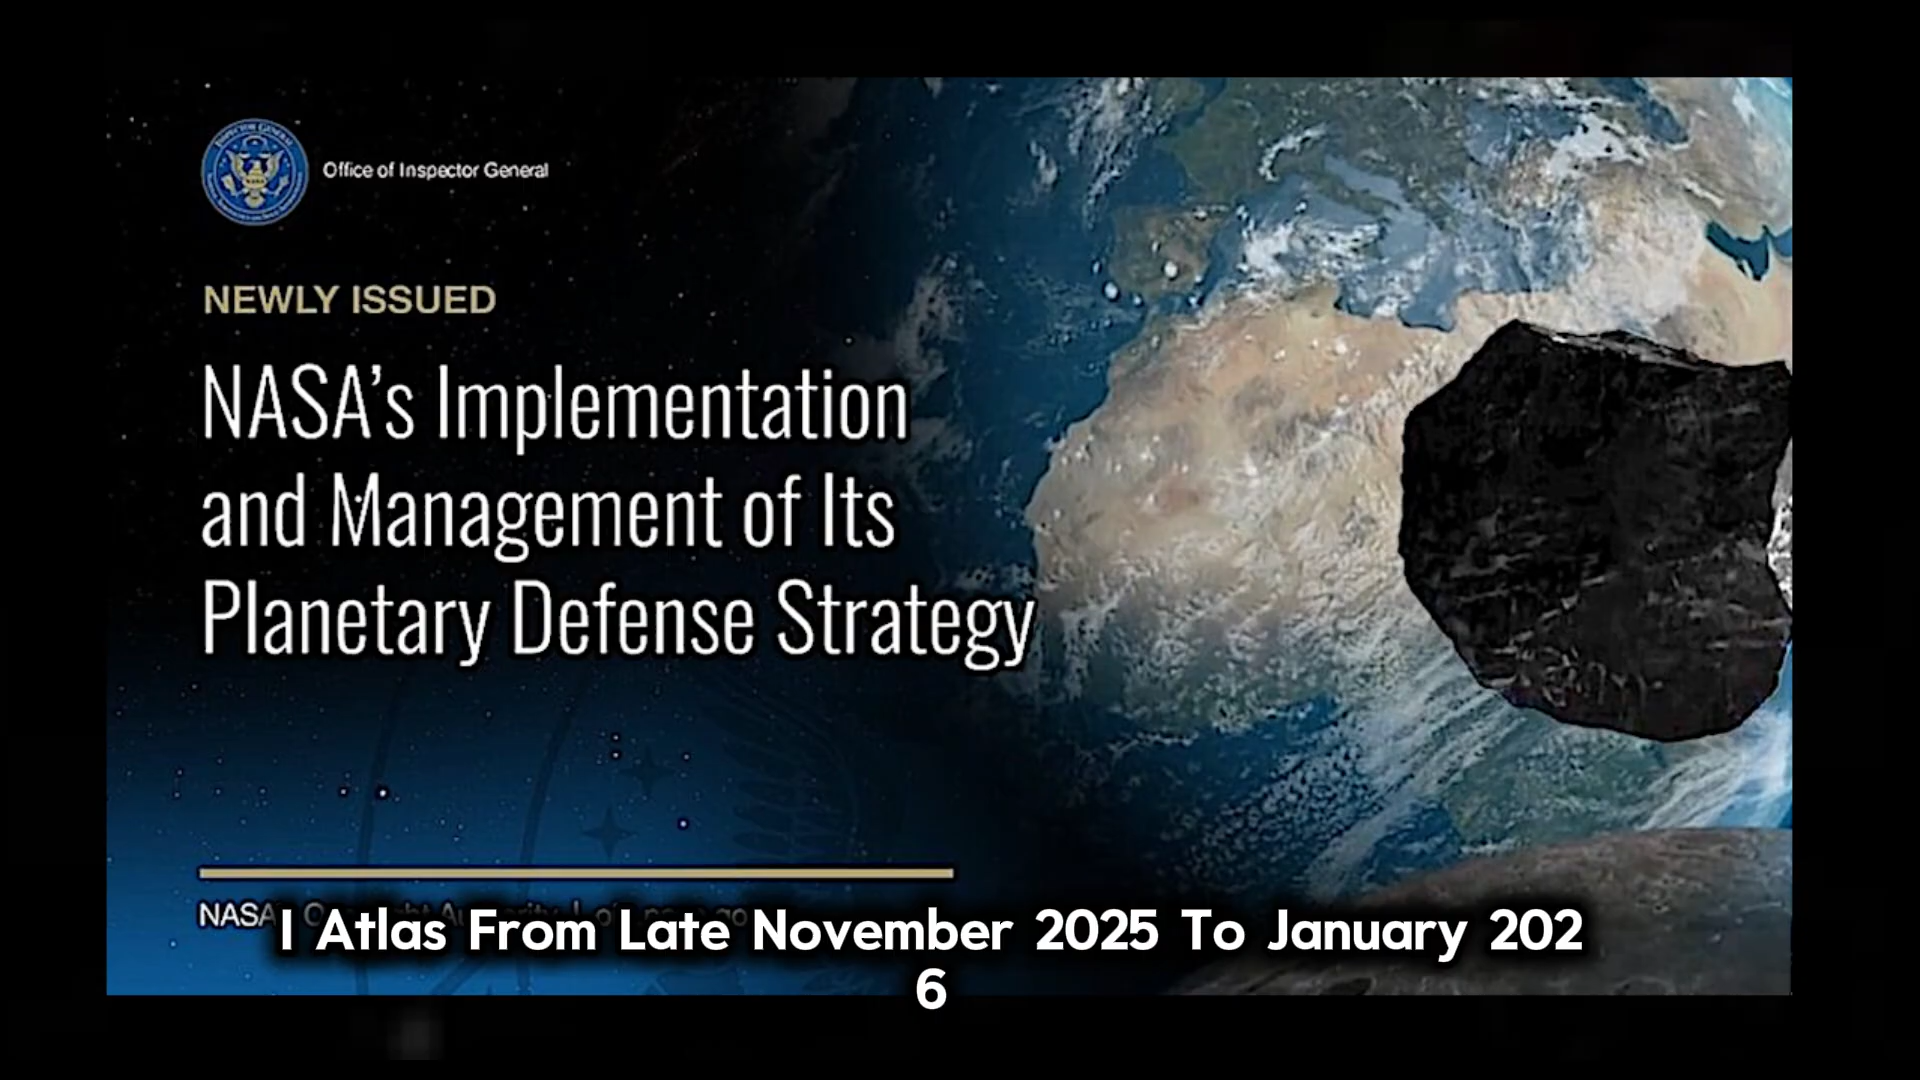 Office of Inspector General
NEWLY ISSUED
NASA's Implementation
and Management of Its
Planetary Defense Strategy
NASA
I Atlas From Late November 2025 To January 202
6